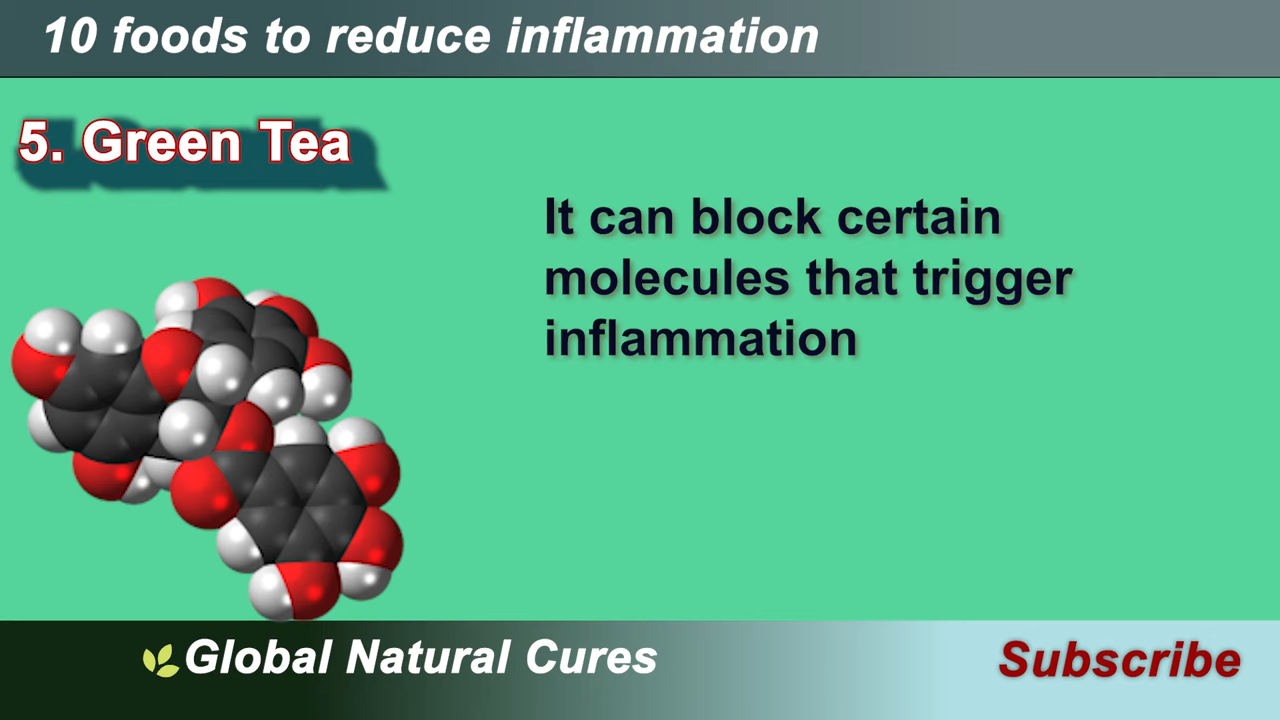 10 foods to reduce inflammation
5. Green Tea
It can block certain
molecules that trigger
inflammation
Global Natural Cures
Subscribe